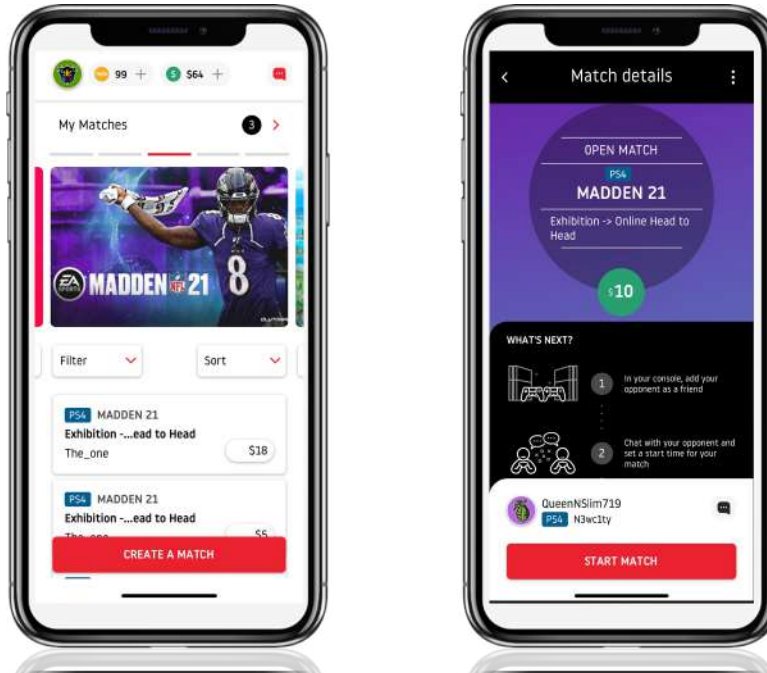 99 +
$ $64 +
My Matches
3
EA
SPORTS
MADDEN NFL 21
8
Filter
Sort
PS4 MADDEN 21
Exhibition -...ead to Head
The_one
$18
PS4 MADDEN 21
Exhibition -...ead to Head
$5
CREATE A MATCH
Match details
OPEN MATCH
PS4
MADDEN 21
Exhibition -> Online Head to
Head
$10
WHAT'S NEXT?
1
In your console, add your
opponent as a friend
2
Chat with your opponent and
set a start time for your
match
QueenNSlim719
PS4 N3wc1ty
START MATCH